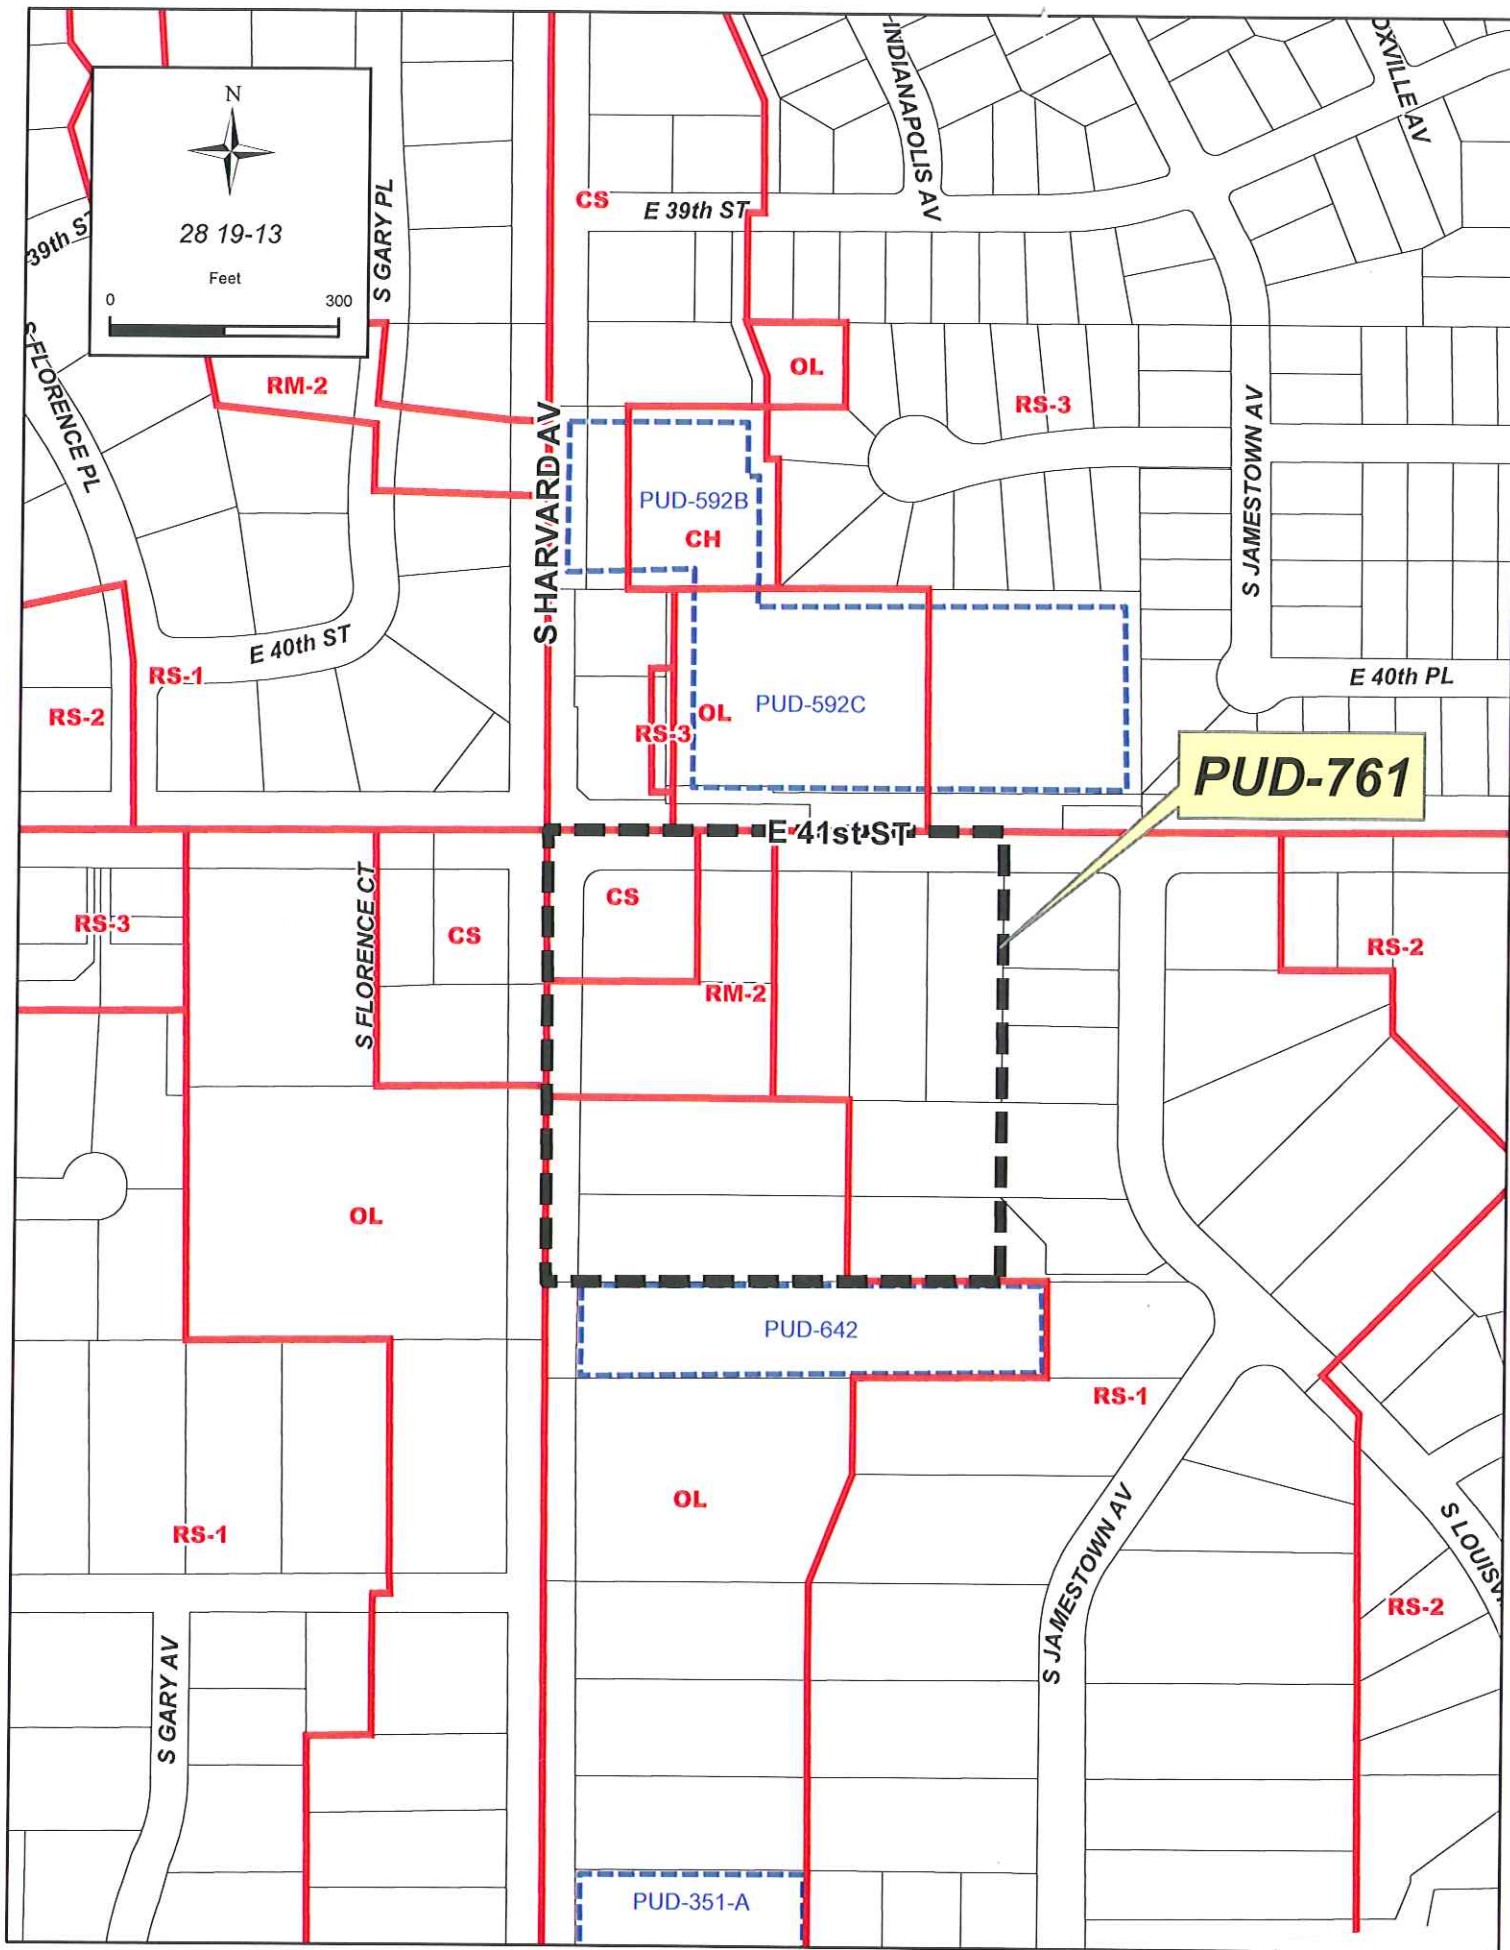 INDIANAPOLIS AV
OXVILLE AV
N
28 19-13
Feet
0 300
39th ST
S GARY PL
CS
E 39th ST
S FLORENCE PL
RM-2
OL
RS-3
S HARVARD AV
S JAMESTOWN AV
PUD-592B
CH
E 40th ST
RS-1
RS-2
E 40th PL
PUD-592C
OL
RS-3
PUD-761
E 41st ST
S FLORENCE CT
CS
RS-3
CS
RS-2
RM-2
OL
PUD-642
RS-1
OL
RS-1
S JAMESTOWN AV
S LOUISV
RS-2
S GARY AV
PUD-351-A